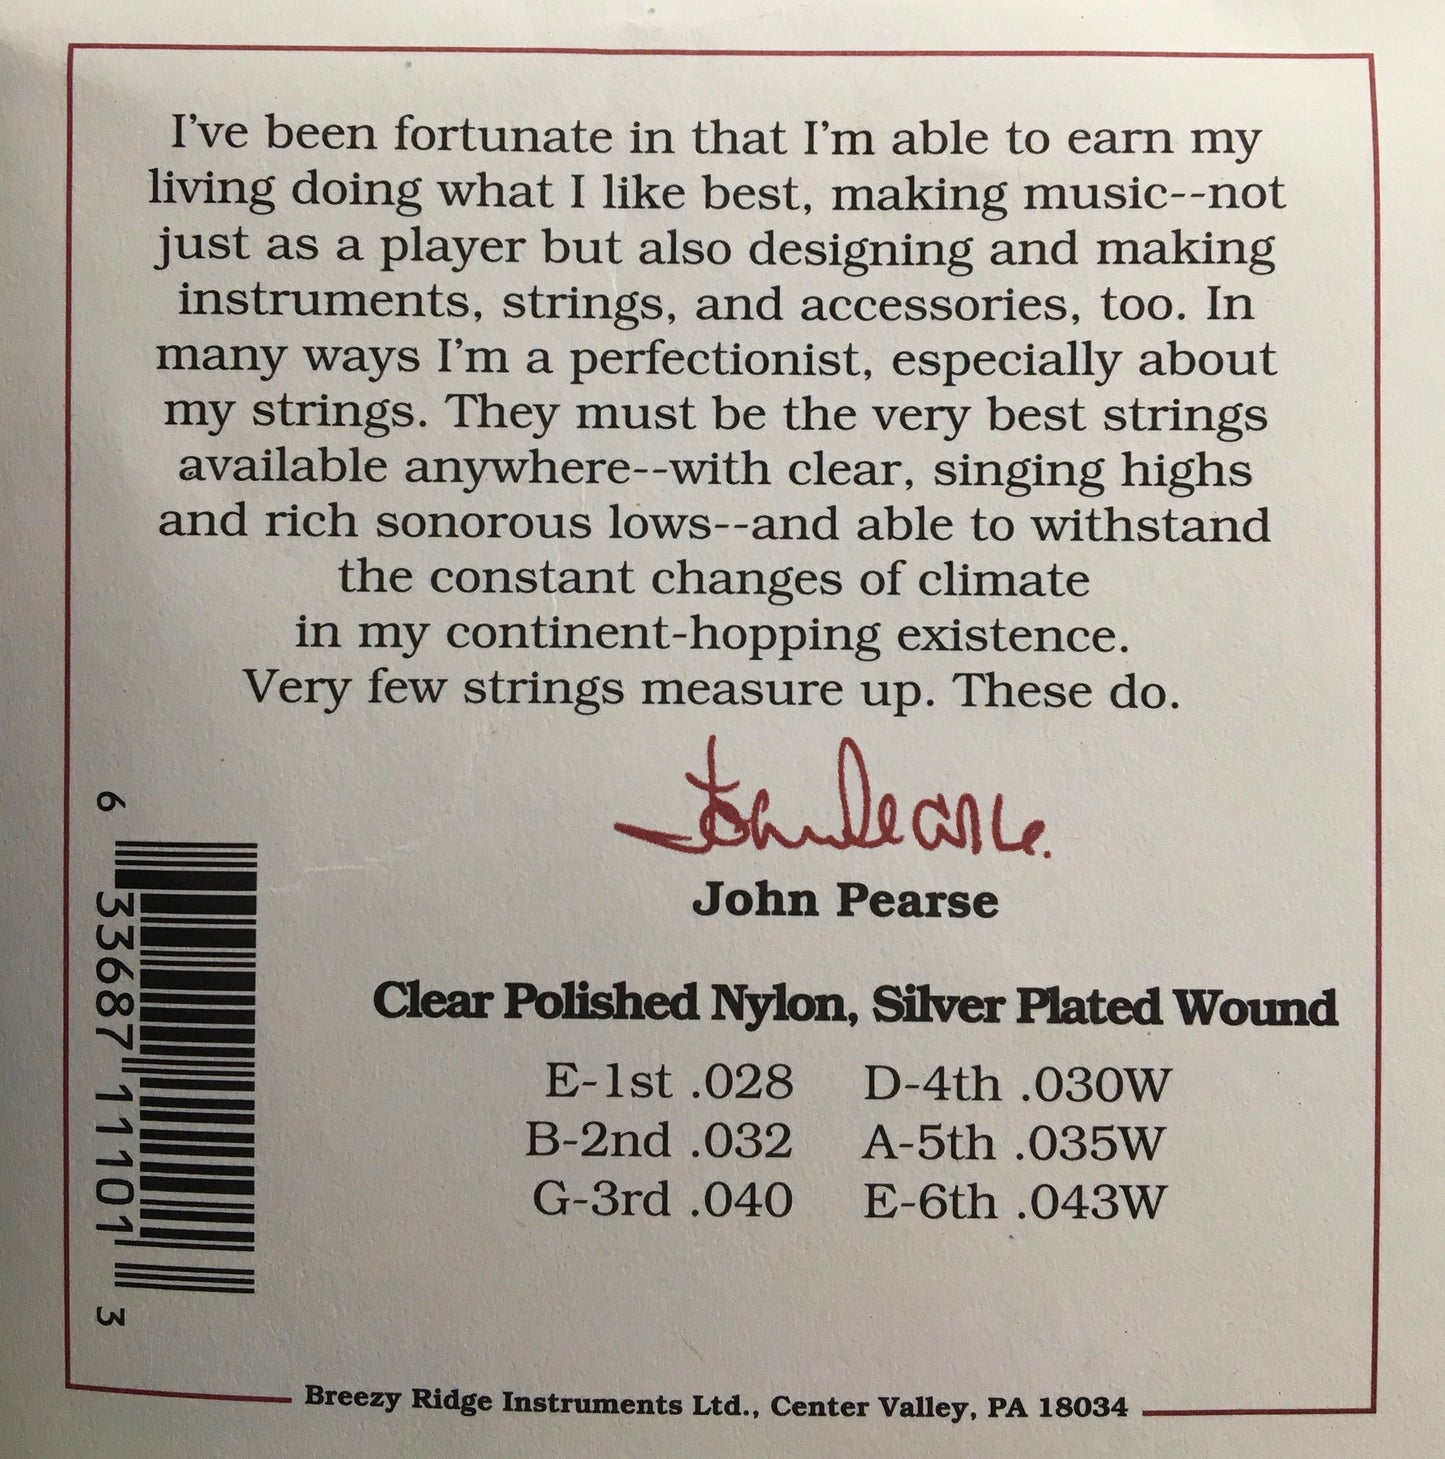 I've been fortunate in that I'm able to earn my
living doing what I like best, making music--not
just as a player but also designing and making
instruments, strings, and accessories, too. In
many ways I'm a perfectionist, especially about
my strings. They must be the very best strings
available anywhere--with clear, singing highs
and rich sonorous lows--and able to withstand
the constant changes of climate
in my continent-hopping existence.
Very few strings measure up. These do.
John Pearse.
John Pearse
Clear Polished Nylon, Silver Plated Wound
E-1st .028 D-4th .030W
B-2nd .032 A-5th .035W
G-3rd .040 E-6th .043W
6 33687 11101 3
Breezy Ridge Instruments Ltd., Center Valley, PA 18034